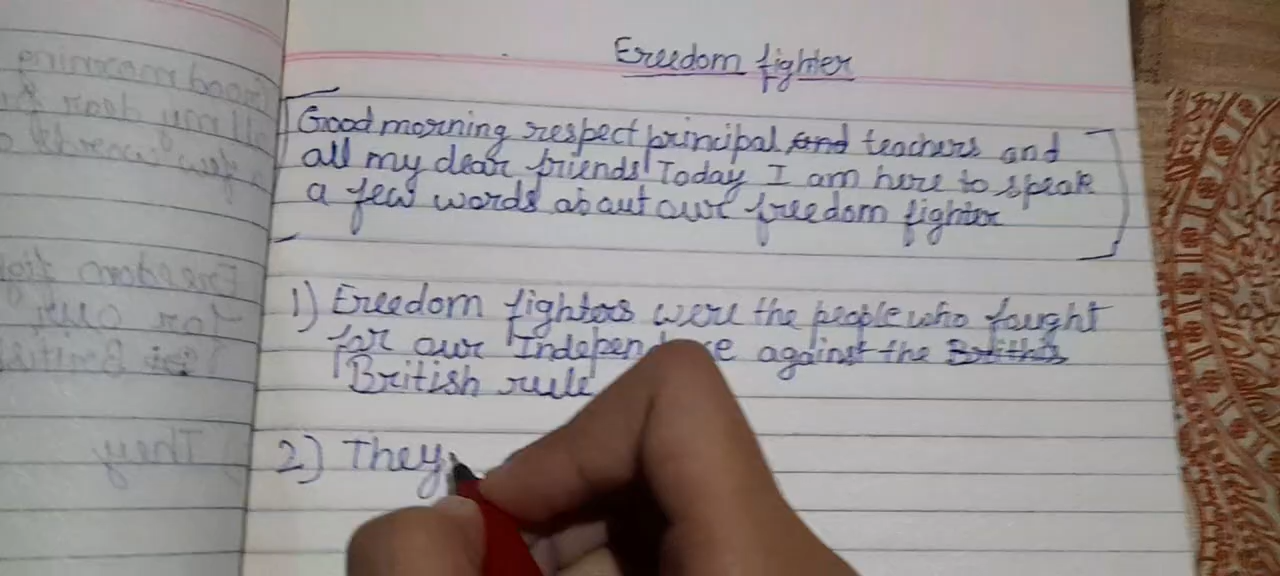 Freedom fighter
Good morning respect principal and teachers and
all my dear friends Today I am here to speak
a few words about our freedom fighter
1) Freedom fighters were the people who fought
for our against the
British rule
2) They